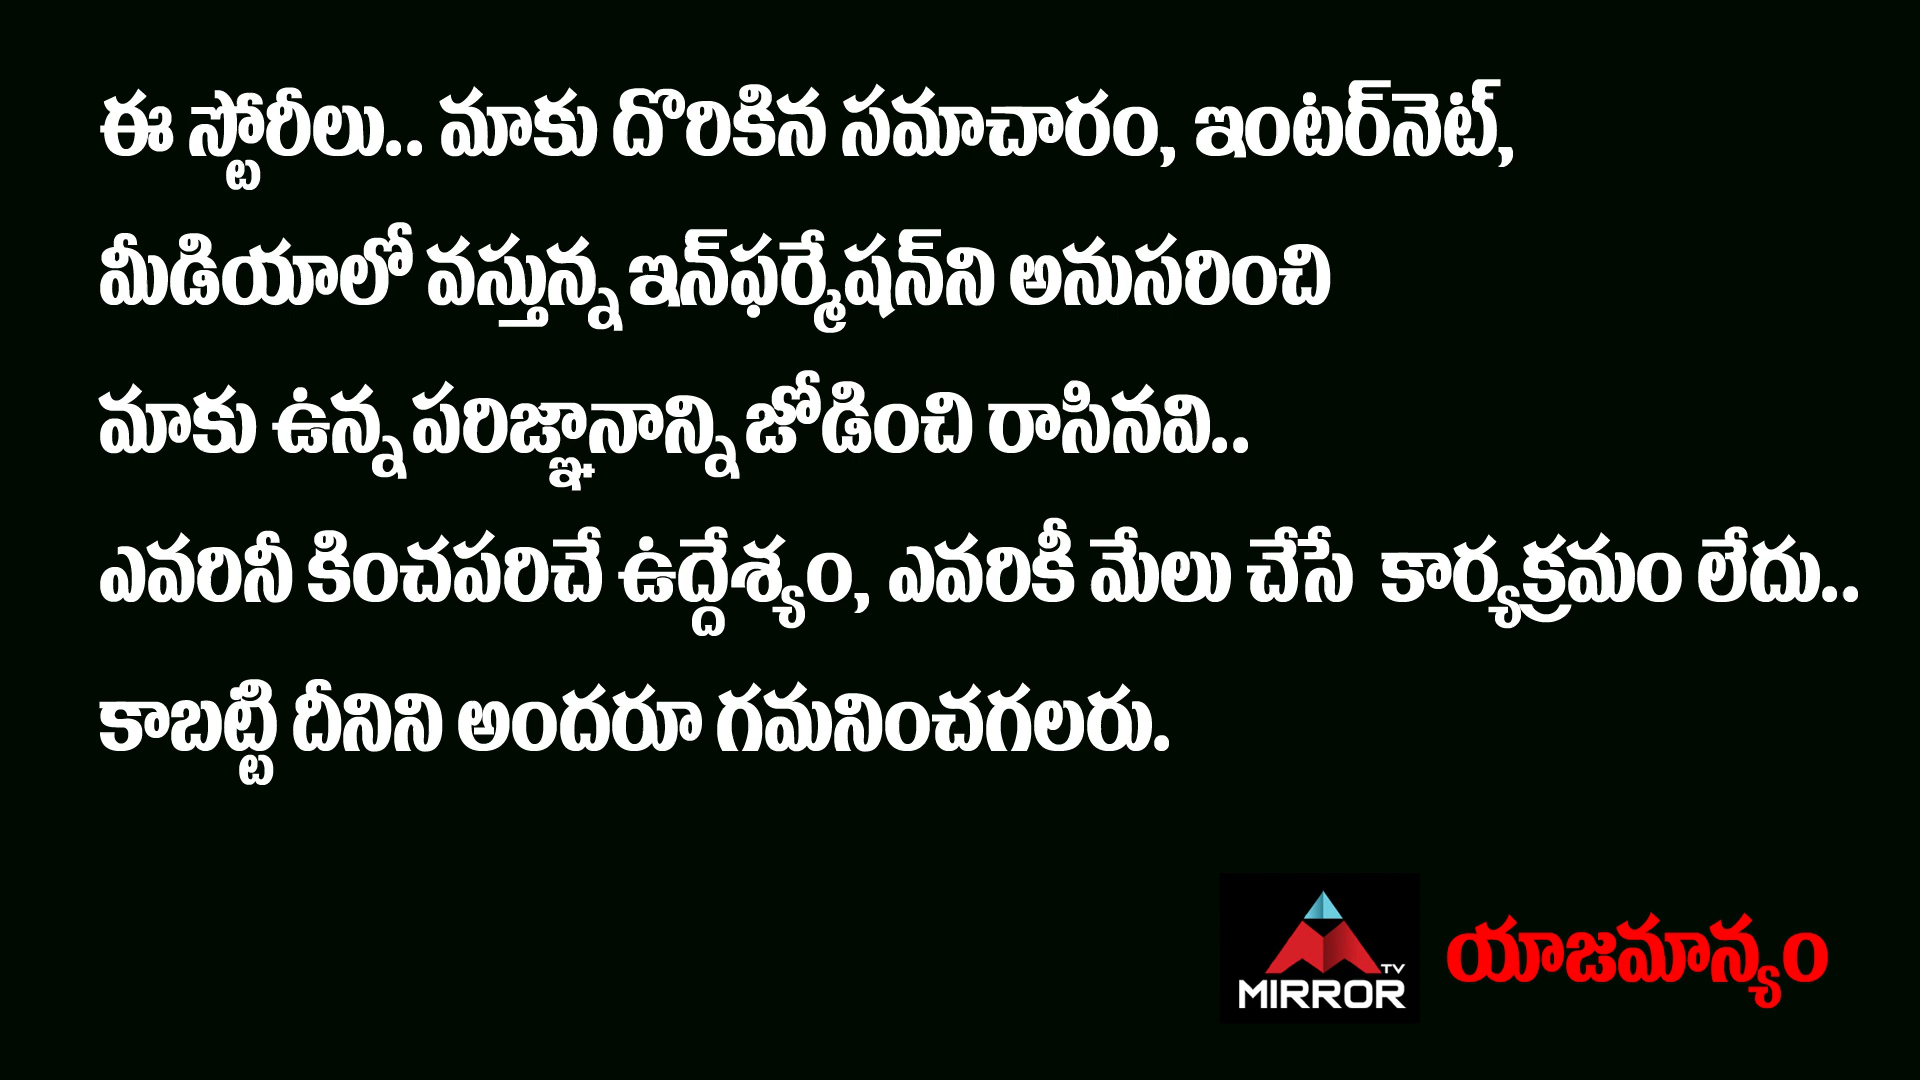 ఈ స్టోరీలు.. మాకు దొరికిన సమాచారం, ఇంటర్‌నెట్,
మీడియాలో వస్తున్న ఇన్‌ఫర్మేషన్‌ని అనుసరించి
మాకు ఉన్న పరిజ్ఞానాన్ని జోడించి రాసినవి..
ఎవరినీ కించపరిచే ఉద్దేశ్యం, ఎవరికీ మేలు చేసే కార్యక్రమం లేదు..
కాబట్టి దీనిని అందరూ గమనించగలరు.
TV
MIRROR యాజమాన్యం